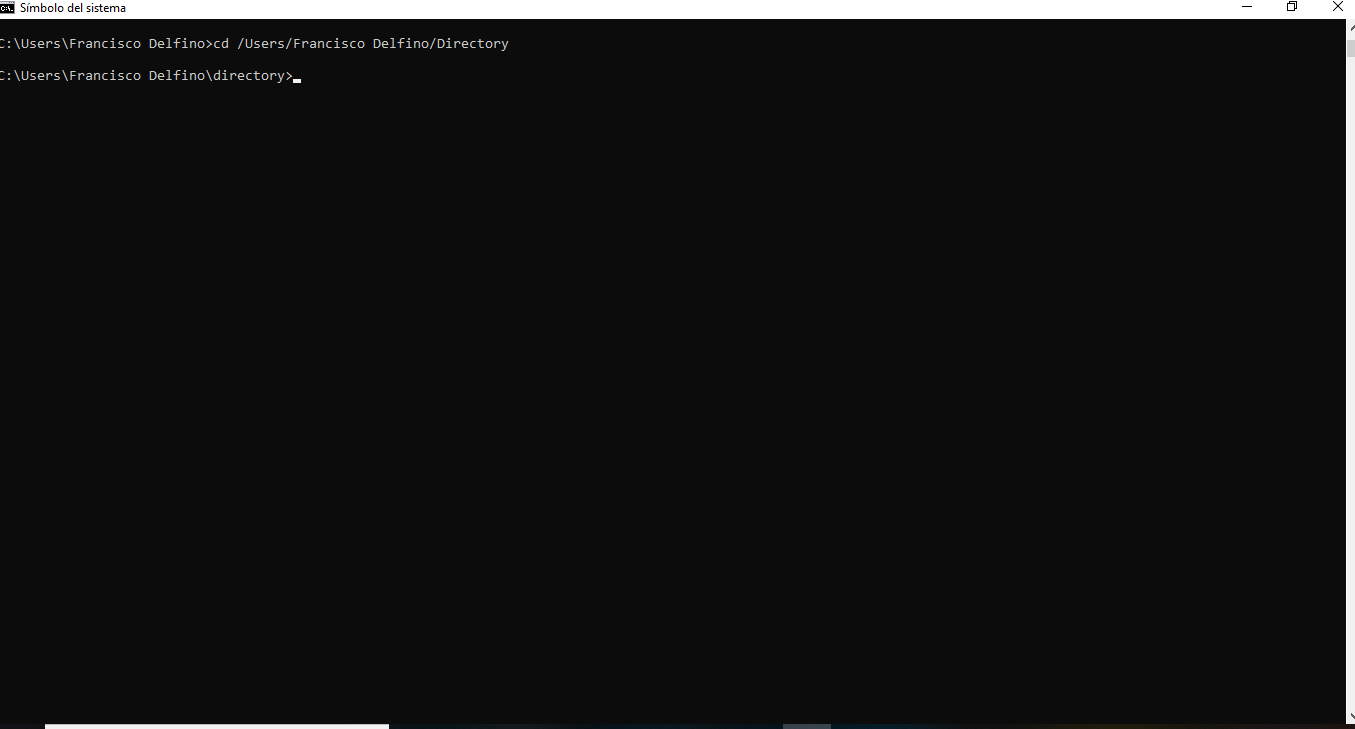 Símbolo del sistema
C:\Users\Francisco Delfino>cd /Users/Francisco Delfino/Directory
C:\Users\Francisco Delfino\directory>